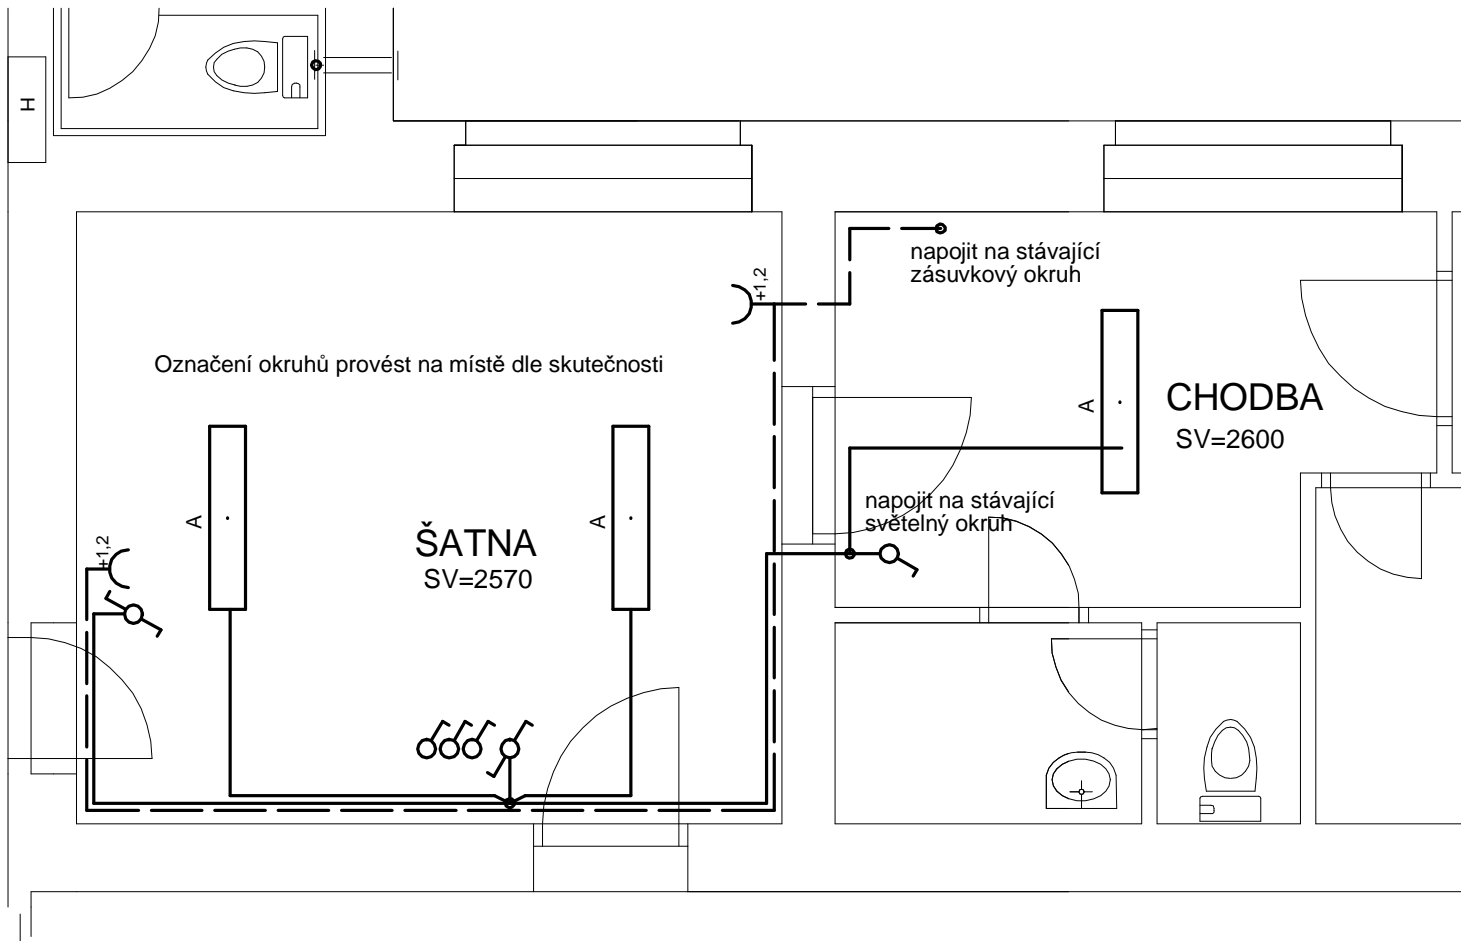 H
napojit na stávající
zásuvkový okruh
+1,2
Označení okruhů provést na místě dle skutečnosti
A
CHODBA
SV=2600
napojit na stávající
světelný okruh
A
A
ŠATNA
SV=2570
+1,2